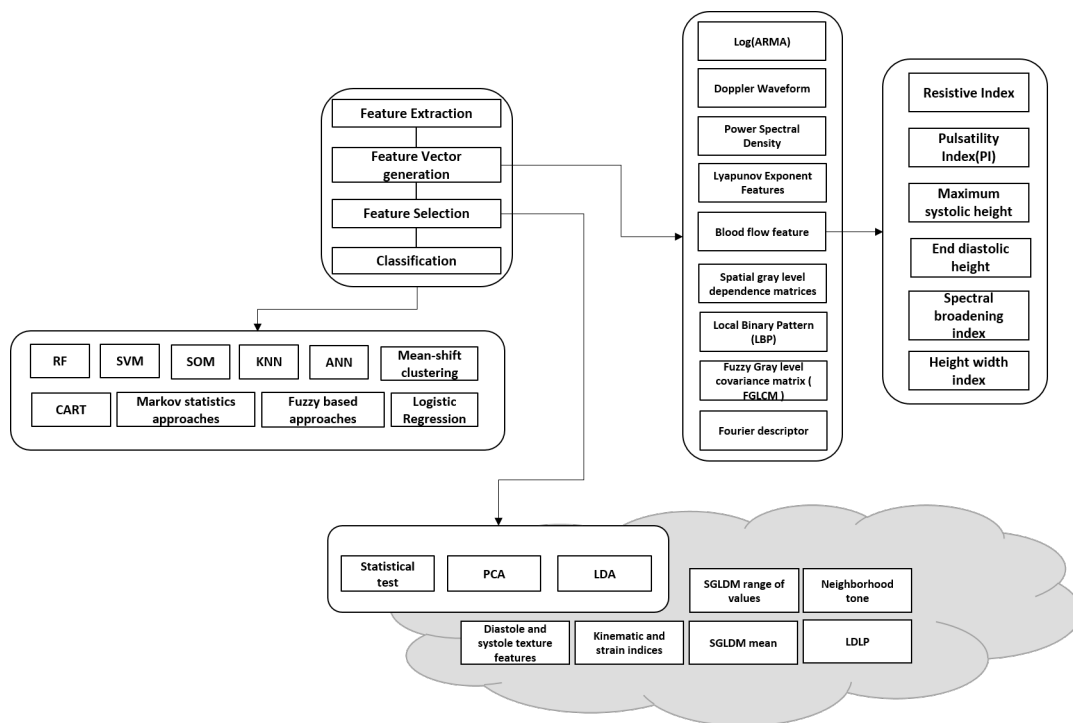 Feature Extraction
Feature Vector
generation
Feature Selection
Classification
RF
SVM
SOM
KNN
ANN
Mean-shift
clustering
CART
Markov statistics
approaches
Fuzzy based
approaches
Logistic
Regression
Log(ARMA)
Doppler Waveform
Power Spectral
Density
Lyapunov Exponent
Features
Blood flow feature
Spatial gray level
dependence matrices
Local Binary Pattern
(LBP)
Fuzzy Gray level
covariance matrix (
FGLCM )
Fourier descriptor
Resistive Index
Pulsatility
Index(PI)
Maximum
systolic height
End diastolic
height
Spectral
broadening
index
Height width
index
Statistical
test
PCA
LDA
SGLDM range of
values
Neighborhood
tone
Diastole and
systole texture
features
Kinematic and
strain indices
SGLDM mean
LDLP